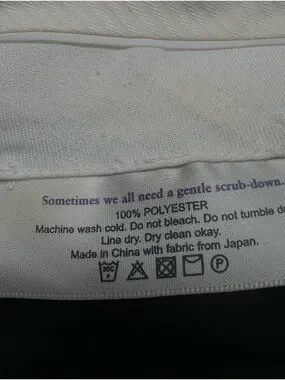 Sometimes we all need a gentle scrub-down.
100% POLYESTER
Machine wash cold. Do not bleach. Do not tumble d
Line dry. Dry clean okay.
Made in China with fabric from Japan.
30C
P